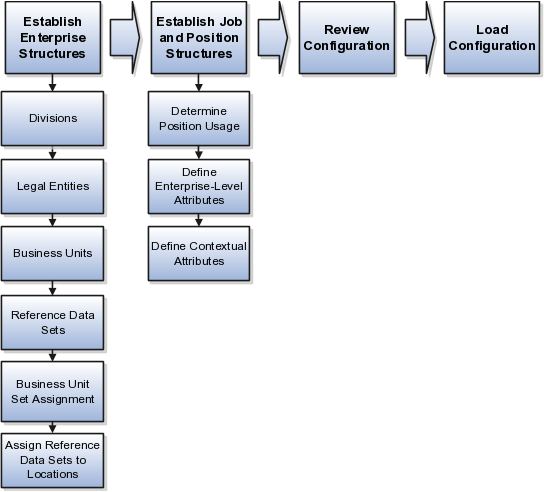 Establish
Enterprise
Structures
Establish Job
and Position
Structures
Review
Configuration
Load
Configuration
Divisions
Legal Entities
Business Units
Reference Data
Sets
Business Unit
Set Assignment
Assign Reference
Data Sets to
Locations
Determine
Position Usage
Define
Enterprise-Level
Attributes
Define Contextual
Attributes